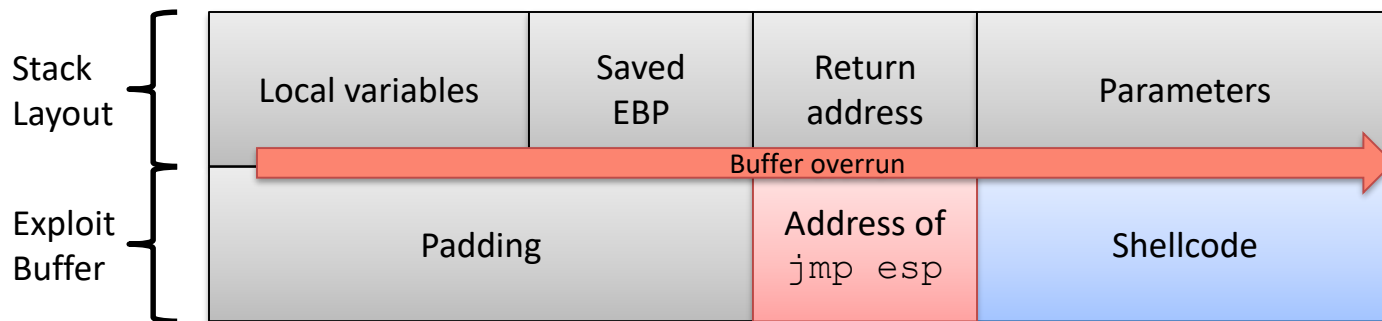 Stack
Layout
Local variables
Saved
EBP
Return
address
Parameters
Buffer overrun
Exploit
Buffer
Padding
Address of
jmp esp
Shellcode